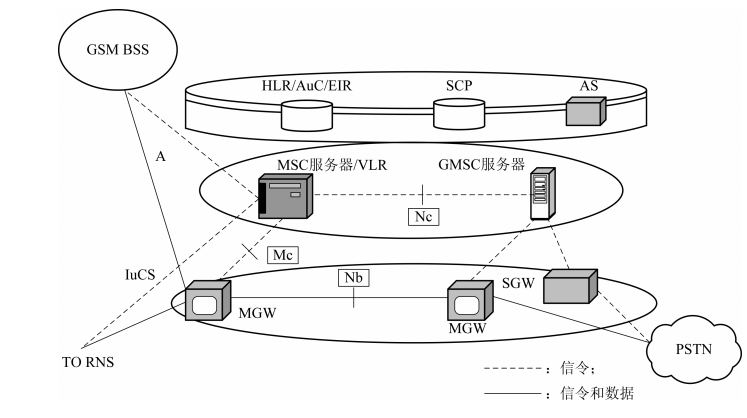 GSM BSS
HLR/AuC/EIR
SCP
AS
A
MSC服务器/VLR
GMSC服务器
Nc
Mc
IuCS
Nb
SGW
MGW
MGW
PSTN
TO RNS
：信令；
：信令和数据